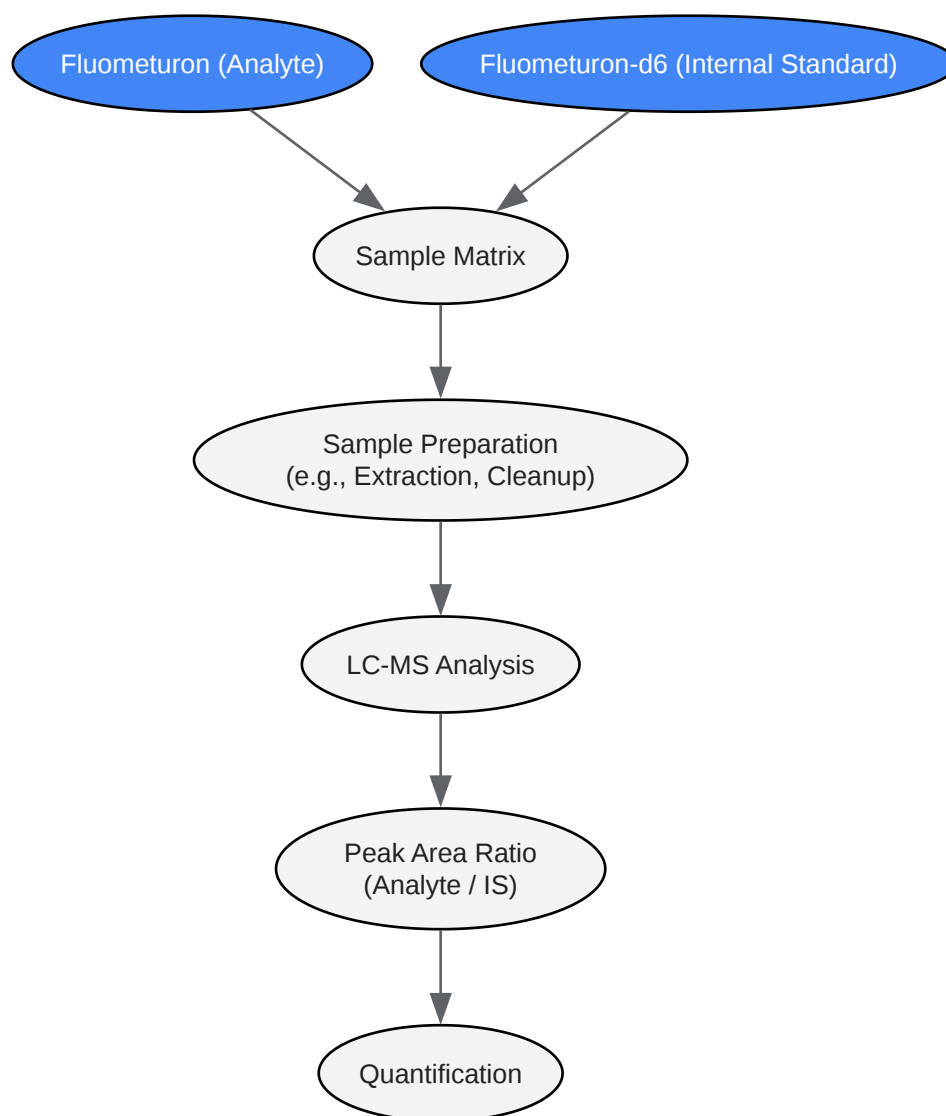 Fluometuron (Analyte)
Fluometuron-d6 (Internal Standard)
Sample Matrix
Sample Preparation
(e.g., Extraction, Cleanup)
LC-MS Analysis
Peak Area Ratio
(Analyte / IS)
Quantification